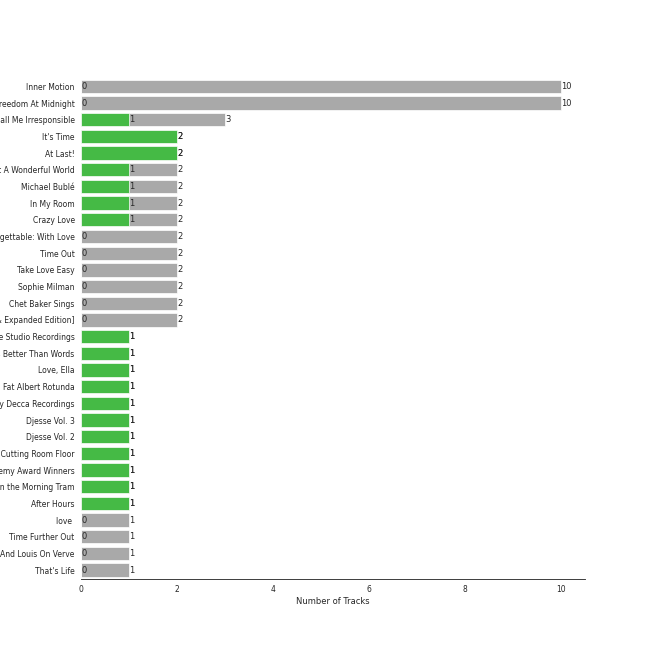 Inner Motion 0 10
reedom At Midnight 0 10
all Me Irresponsible 1 3
It's Time 2
At Last! 2
t A Wonderful World 1 2
Michael Bublé 1 2
In My Room 1 2
Crazy Love 1 2
gettable: With Love 0 2
Time Out 0 2
Take Love Easy 0 2
Sophie Milman 0 2
Chet Baker Sings 0 2
Expanded Edition] 0 2
e Studio Recordings 1
Better Than Words 1
Love, Ella 1
Fat Albert Rotunda 1
y Decca Recordings 1
Djesse Vol. 3 1
Djesse Vol. 2 1
Cutting Room Floor 1
emy Award Winners 1
n the Morning Tram 1
After Hours 1
love 0 1
Time Further Out 0 1
And Louis On Verve 0 1
That's Life 0 1
0 2 4 6 8 10
Number of Tracks